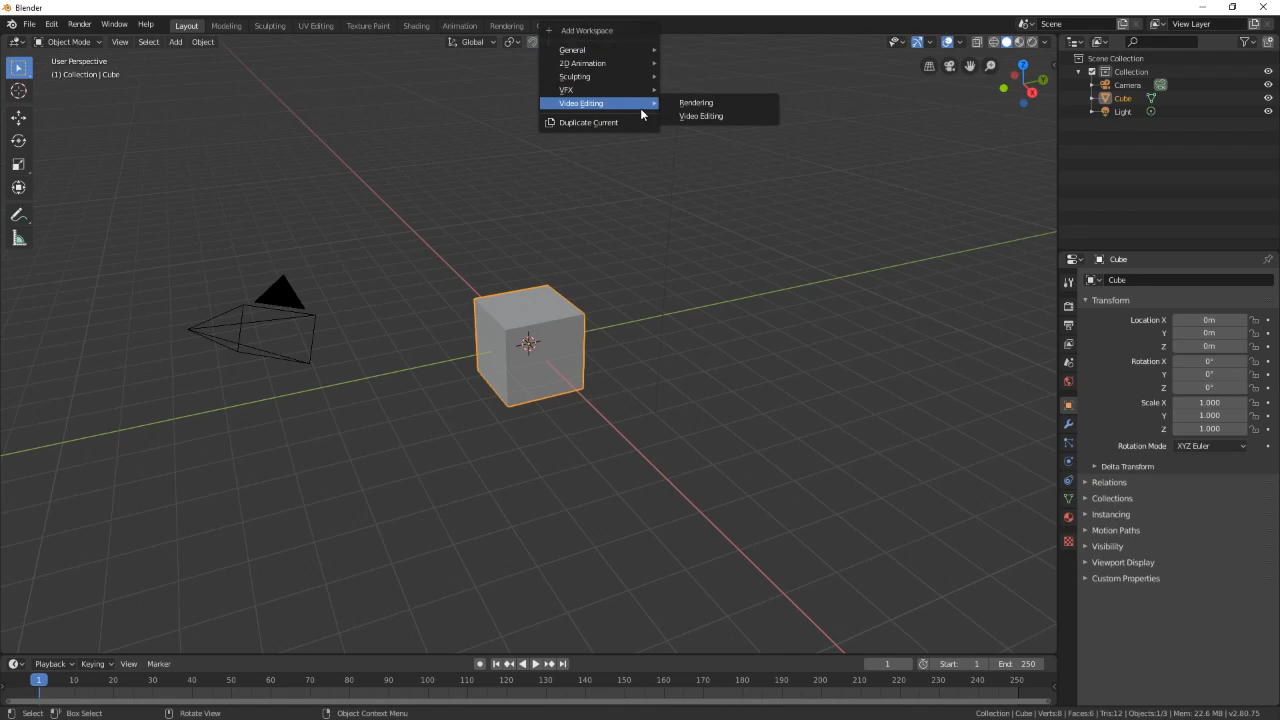 Blender
File Edit Render Window Help Layout Modeling Sculpting UV Editing Texture Paint Shading Animation Rendering Scene View Layer
Object Mode View Select Add Object Global
Add Workspace
General
2D Animation
Sculpting
VFX
Video Editing
Duplicate Current
Rendering
Video Editing
User Perspective
(1) Collection | Cube
X
Y
Z
Scene Collection
Collection
Camera
Cube
Light
Cube
Cube
Transform
Location X 0m
Y 0m
Z 0m
Rotation X 0°
Y 0°
Z 0°
Scale X 1.000
Y 1.000
Z 1.000
Rotation Mode XYZ Euler
Delta Transform
Relations
Collections
Instancing
Motion Paths
Visibility
Viewport Display
Custom Properties
Playback Keying View Marker 1 Start: 1 End: 250
1 10 20 30 40 50 60 70 80 90 100 110 120 130 140 150 160 170 180 190 200 210 220 230 240 250
Select Box Select Rotate View Object Context Menu Collection | Cube | Verts:8 | Faces:6 | Tris:12 | Objects:1/3 | Mem: 22.6 MB | v2.80.75